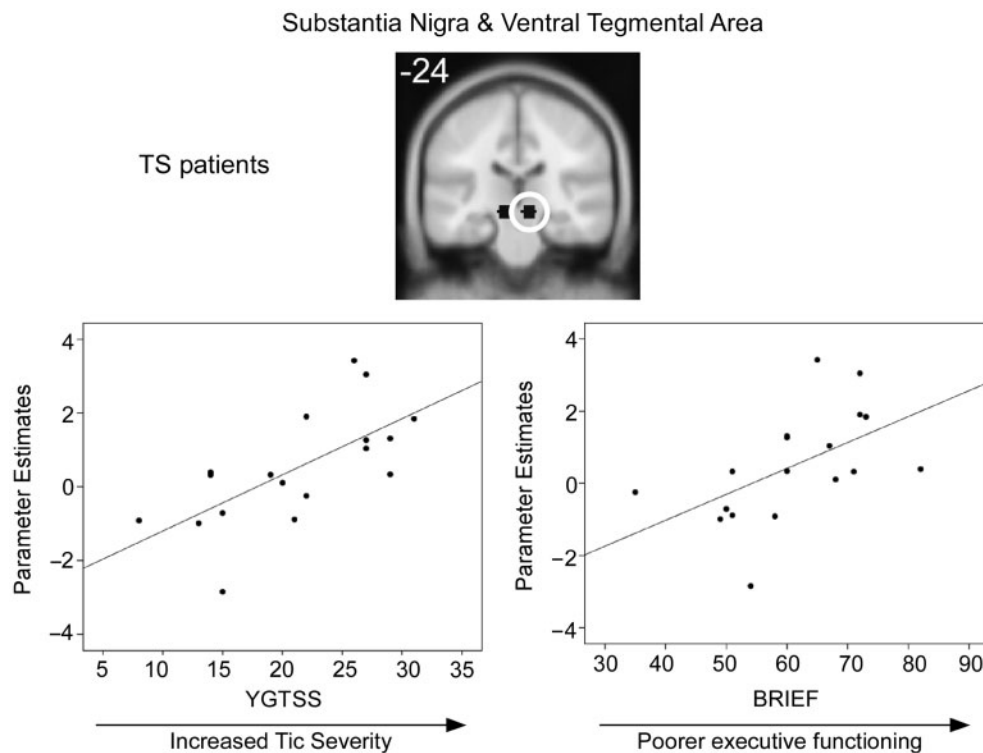 Substantia Nigra & Ventral Tegmental Area
-24
TS patients
Parameter Estimates
4
2
0
−2
−4
5 10 15 20 25 30 35
YGTSS
Increased Tic Severity
Parameter Estimates
4
2
0
−2
−4
30 40 50 60 70 80 90
BRIEF
Poorer executive functioning